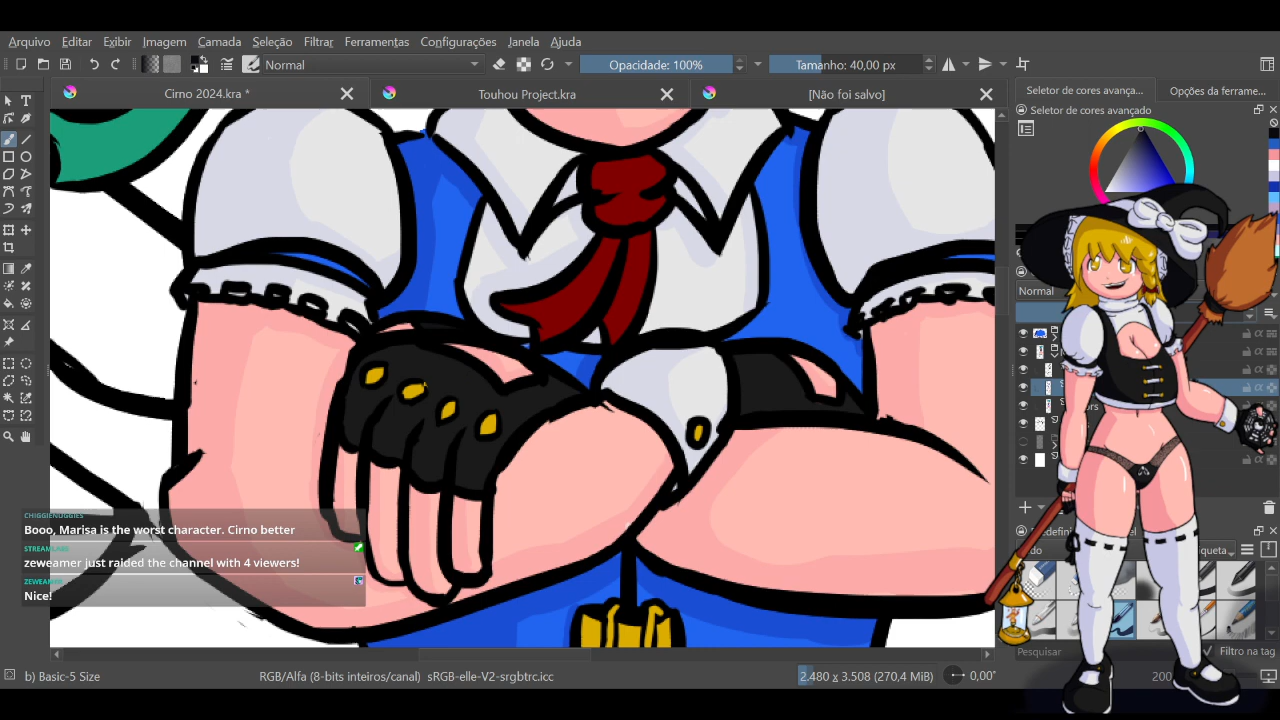 Arquivo Editar Exibir Imagem Camada Seleção Filtrar Ferramentas Configurações Janela Ajuda
Normal Opacidade: 100% Tamanho: 40,00 px
Cirno 2024.kra * Touhou Project.kra [Não foi salvo]
Seletor de cores avança... Opções da ferrame...
Seletor de cores avançado
Normal
CHIGGIENUGGIES
Booo, Marisa is the worst character. Cirno better
zeweamer just raided the channel with 4 viewers!
ZEWEAMER
Nice!
Pesquisar Filtro na tag
b) Basic-5 Size RGB/Alfa (8-bits inteiros/canal) sRGB-elle-V2-srgbtrc.icc 2.480 x 3.508 (270,4 MiB) 0,00° 200